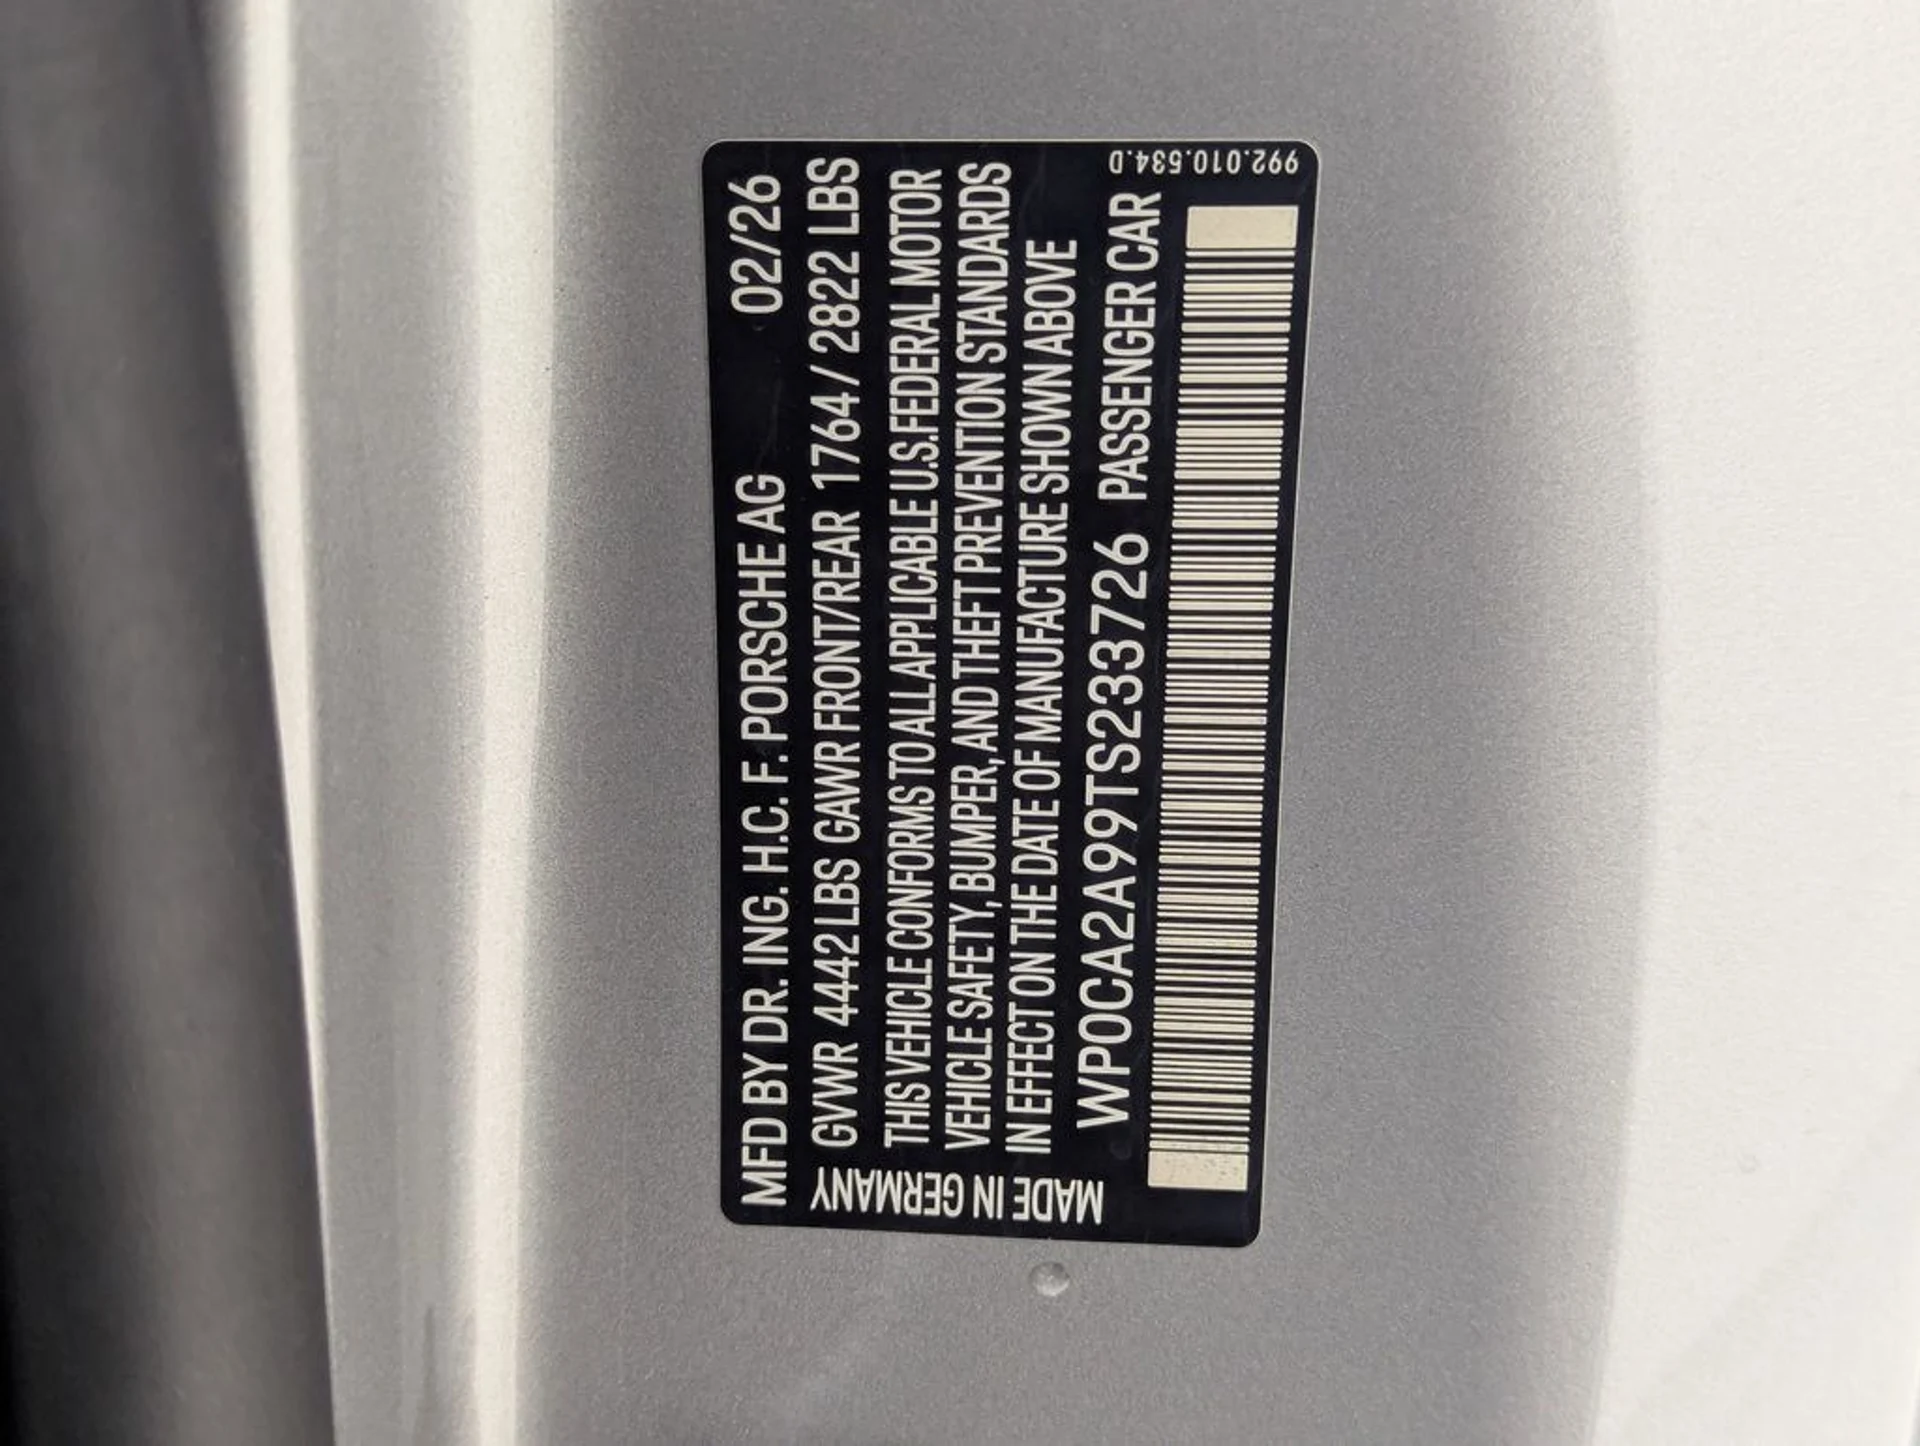 MFD BY DR. ING. H.C. F. PORSCHE AG 02/26
GVWR 4442 LBS GAWR FRONT/REAR 1764 / 2822 LBS
THIS VEHICLE CONFORMS TO ALL APPLICABLE U.S. FEDERAL MOTOR
VEHICLE SAFETY, BUMPER, AND THEFT PREVENTION STANDARDS
IN EFFECT ON THE DATE OF MANUFACTURE SHOWN ABOVE
WP0CA2A99TS233726 PASSENGER CAR
MADE IN GERMANY
992.010.534.D